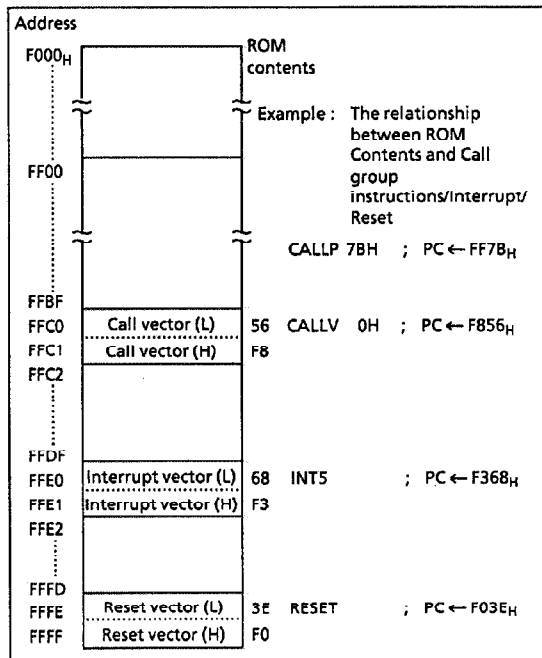 Address
F000H
ROM
contents
Example : The relationship
between ROM
Contents and Call
group
instructions/Interrupt/
Reset
FF00
CALLP 7BH ; PC←FF7BH
FFBF
FFC0 Call vector (L) 56 CALLV 0H ; PC←F856H
FFC1 Call vector (H) F8
FFC2
FFDF
FFE0 Interrupt vector (L) 68 INT5 ; PC←F368H
FFE1 Interrupt vector (H) F3
FFE2
FFFD
FFFE Reset vector (L) 3E RESET ; PC←F03EH
FFFF Reset vector (H) F0